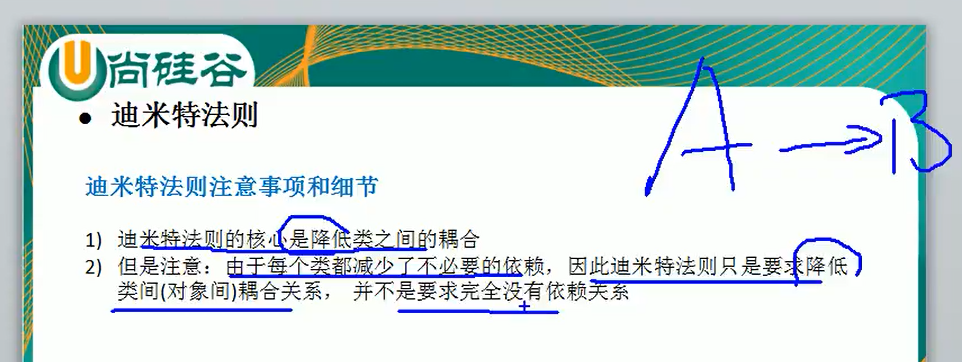 尚硅谷
● 迪米特法则
A → B
迪米特法则注意事项和细节
1) 迪米特法则的核心是降低类之间的耦合
2) 但是注意：由于每个类都减少了不必要的依赖，因此迪米特法则只是要求降低
类间(对象间)耦合关系， 并不是要求完全没有依赖关系